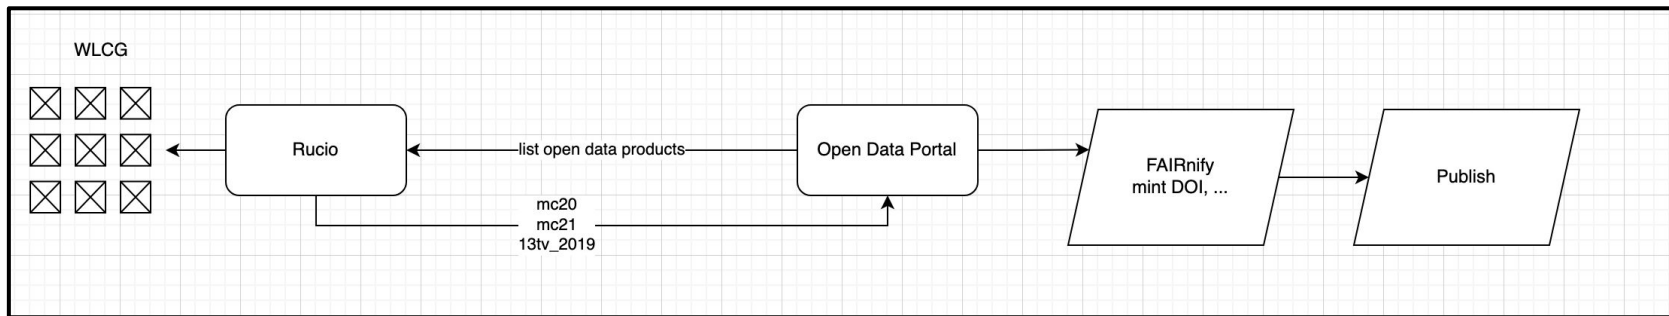 WLCG
Rucio
list open data products
Open Data Portal
mc20
mc21
13tv_2019
FAIRnify
mint DOI, ...
Publish